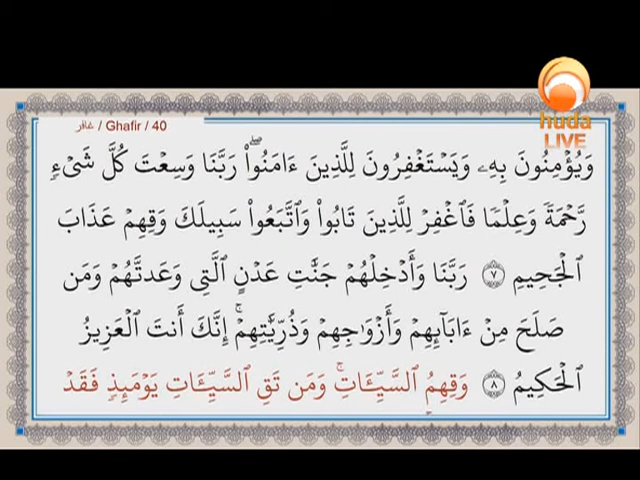 غافر / Ghafir / 40
huda
LIVE
وَيُؤۡمِنُونَ بِهِۦ وَيَسۡتَغۡفِرُونَ لِلَّذِينَ ءَامَنُواْۖ رَبَّنَا وَسِعۡتَ كُلَّ شَيۡءٖ
رَّحۡمَةٗ وَعِلۡمٗا فَٱغۡفِرۡ لِلَّذِينَ تَابُواْ وَٱتَّبَعُواْ سَبِيلَكَ وَقِهِمۡ عَذَابَ
ٱلۡجَحِيمِ ٧ رَبَّنَا وَأَدۡخِلۡهُمۡ جَنَّٰتِ عَدۡنٍ ٱلَّتِي وَعَدتَّهُمۡ وَمَن
صَلَحَ مِنۡ ءَابَآئِهِمۡ وَأَزۡوَٰجِهِمۡ وَذُرِّيَّٰتِهِمۡۚ إِنَّكَ أَنتَ ٱلۡعَزِيزُ
ٱلۡحَكِيمُ ٨ وَقِهِمُ ٱلسَّيِّـَٔاتِۚ وَمَن تَقِ ٱلسَّيِّـَٔاتِ يَوۡمَئِذٖ فَقَدۡ